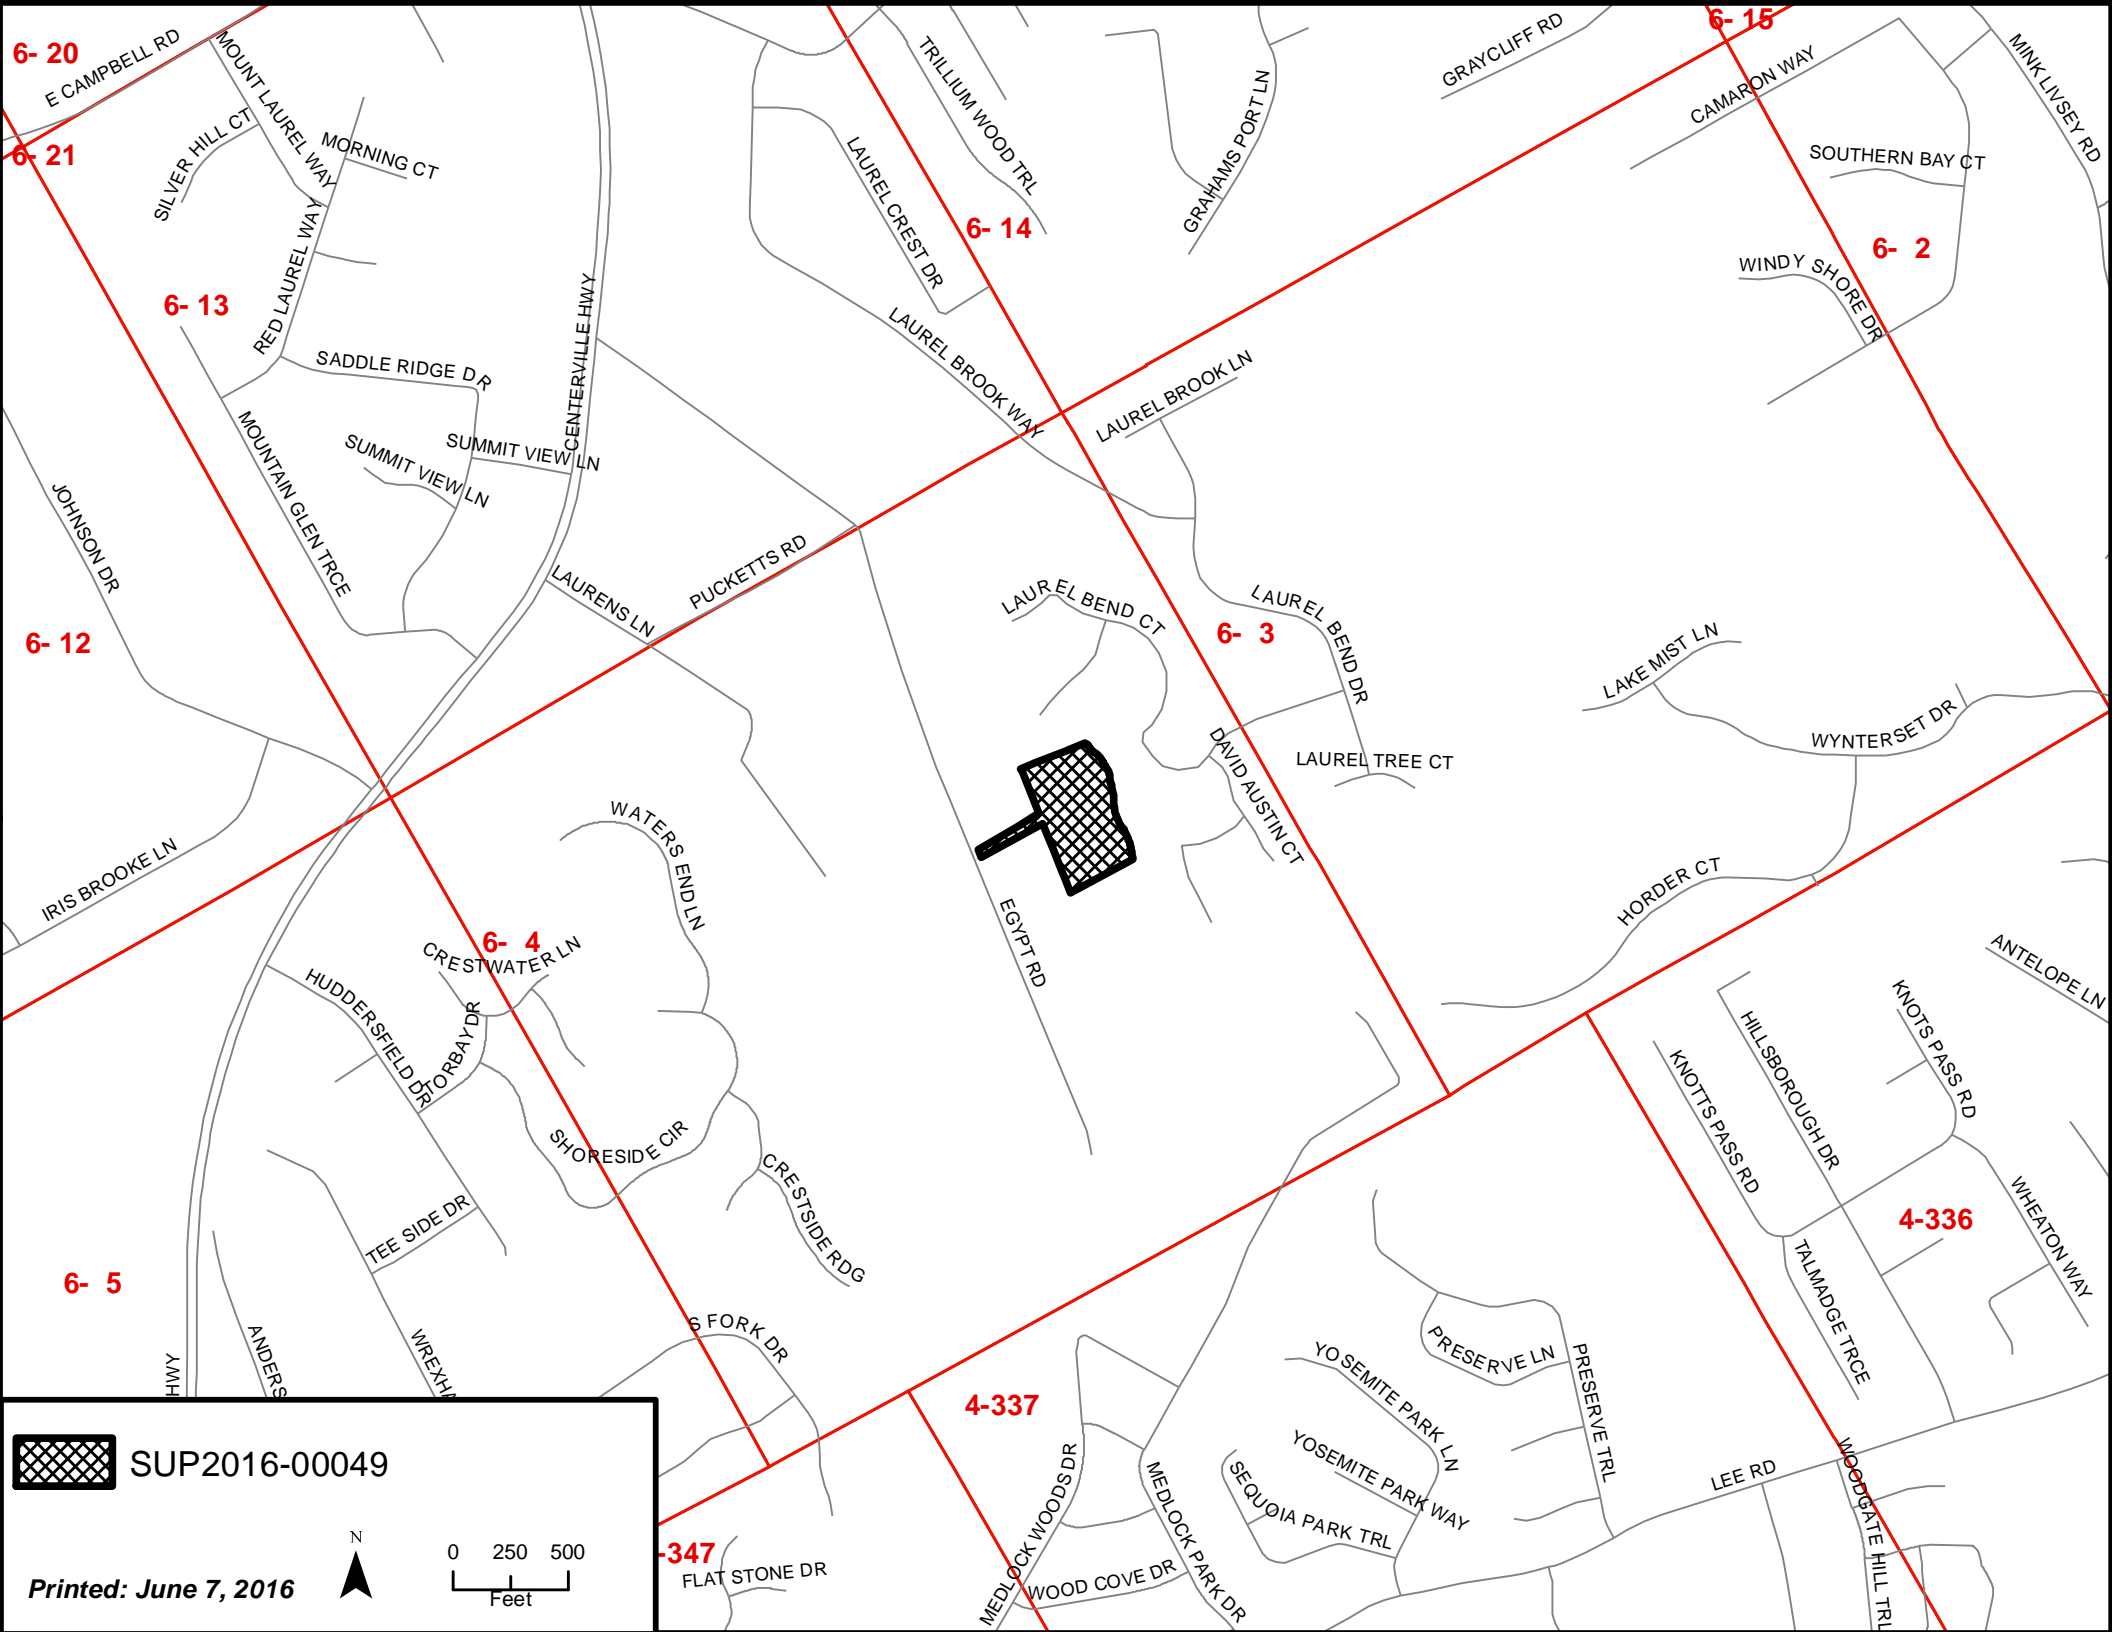 6- 20
E CAMPBELL RD
MOUNT LAUREL WAY
TRILLIUM WOOD TRL
GRAYCLIFF RD
6- 15
CAMARON WAY
MINK LIVSEY RD
6- 21
SILVER HILL CT
MORNING CT
LAUREL CREST DR
GRAHAMS PORT LN
SOUTHERN BAY CT
6- 14
6- 2
6- 13
RED LAUREL WAY
CENTERVILLE HWY
WINDY SHORE DR
SADDLE RIDGE DR
LAUREL BROOK WAY
LAUREL BROOK LN
MOUNTAIN GLEN TRCE
SUMMIT VIEW LN
SUMMIT VIEW LN
JOHNSON DR
LAURENS LN
PUCKETTS RD
LAUREL BEND CT
LAUREL BEND DR
6- 12
6- 3
LAKE MIST LN
WYNTERSET DR
DAVID AUSTIN CT
LAUREL TREE CT
IRIS BROOKE LN
WATERS END LN
EGYPT RD
HORDER CT
6- 4
CRESTWATER LN
HUDDERSFIELD DR
TORBAY DR
ANTELOPE LN
KNOTS PASS RD
HILLSBOROUGH DR
KNOTTS PASS RD
SHORESIDE CIR
CRESTSIDE RDG
TEE SIDE DR
WHEATON WAY
4-336
TALMADGE TRCE
6- 5
HWY
ANDERS
WREXHA
S FORK DR
PRESERVE LN
PRESERVE TRL
YOSEMITE PARK LN
4-337
YOSEMITE PARK WAY
MEDLOCK WOODS DR
MEDLOCK PARK DR
SEQUOIA PARK TRL
LEE RD
WOODGATE HILL TRL
-347
FLAT STONE DR
WOOD COVE DR
SUP2016-00049
N
0 250 500
Feet
Printed: June 7, 2016